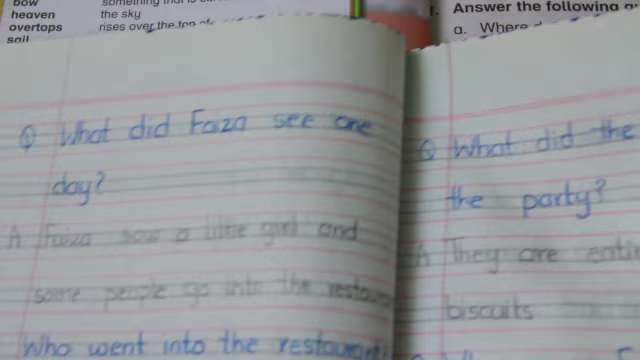 bow
heaven the sky
overtops rises over the top of
sail
1. Answer the following
a. Where
Q What did Faiza see one
day?
A Faiza saw a little girl and
some people go into the restaurant
Who went into the restaurant
Q What did the
the party?
A They are eating
biscuits